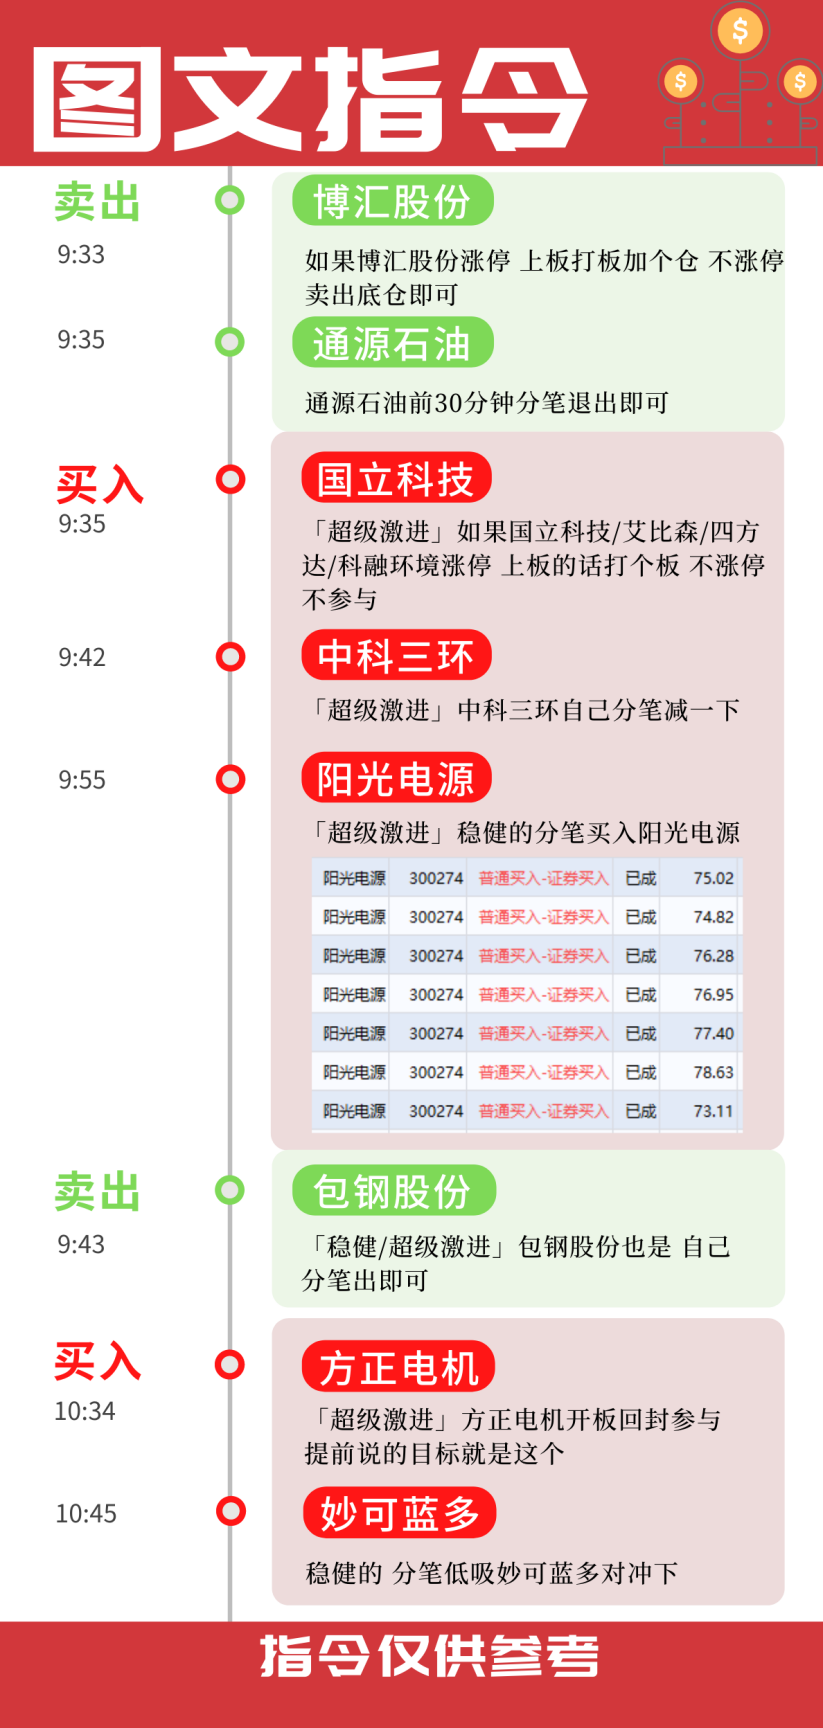 图文指令
卖出
9:33
博汇股份
如果博汇股份涨停 上板打板加个仓 不涨停
卖出底仓即可
9:35
通源石油
通源石油前30分钟分笔退出即可
买入
9:35
国立科技
「超级激进」如果国立科技/艾比森/四方
达/科融环境涨停 上板的话打个板 不涨停
不参与
9:42
中科三环
「超级激进」中科三环自己分笔减一下
9:55
阳光电源
「超级激进」稳健的分笔买入阳光电源
阳光电源 300274 普通买入-证券买入 已成 75.02
阳光电源 300274 普通买入-证券买入 已成 74.82
阳光电源 300274 普通买入-证券买入 已成 76.28
阳光电源 300274 普通买入-证券买入 已成 76.95
阳光电源 300274 普通买入-证券买入 已成 77.40
阳光电源 300274 普通买入-证券买入 已成 78.63
阳光电源 300274 普通买入-证券买入 已成 73.11
卖出
9:43
包钢股份
「稳健/超级激进」包钢股份也是 自己
分笔出即可
买入
10:34
方正电机
「超级激进」方正电机开板回封参与
提前说的目标就是这个
10:45
妙可蓝多
稳健的 分笔低吸妙可蓝多对冲下
指令仅供参考